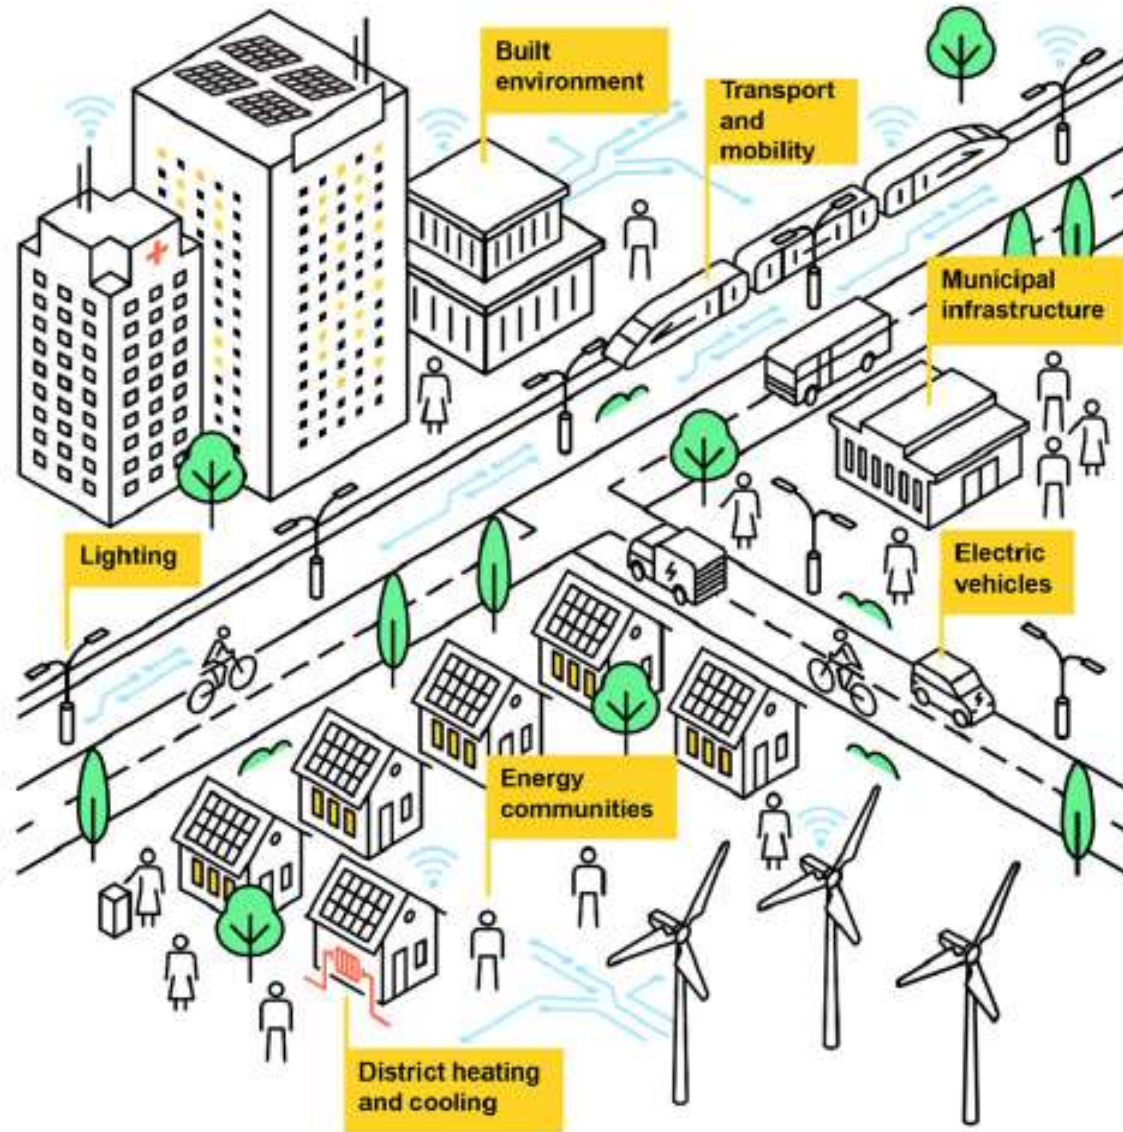 Built
environment
Transport
and
mobility
Municipal
infrastructure
Lighting
Electric
vehicles
Energy
communities
District heating
and cooling